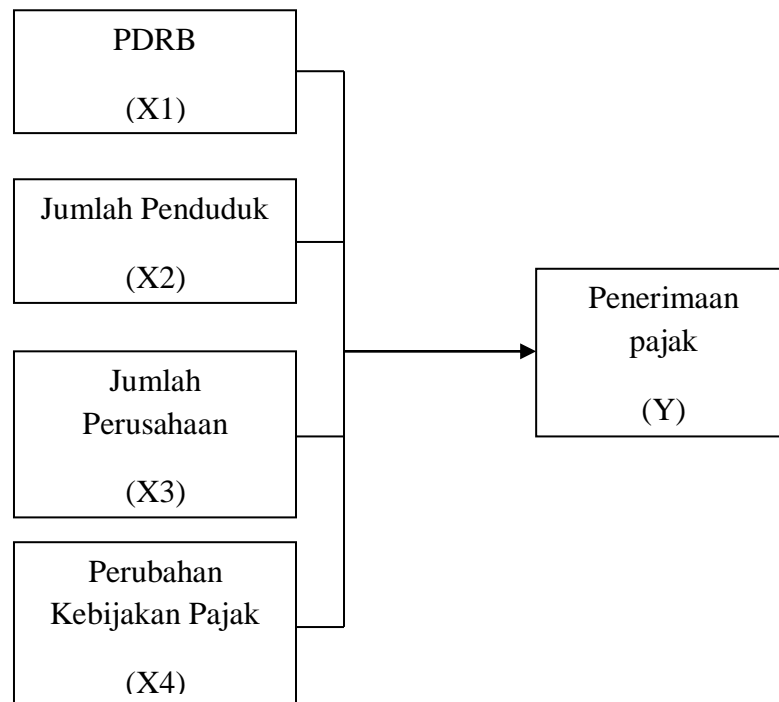 PDRB
(X1)
Jumlah Penduduk
(X2)
Jumlah
Perusahaan
(X3)
Perubahan
Kebijakan Pajak
(X4)
Penerimaan
pajak
(Y)